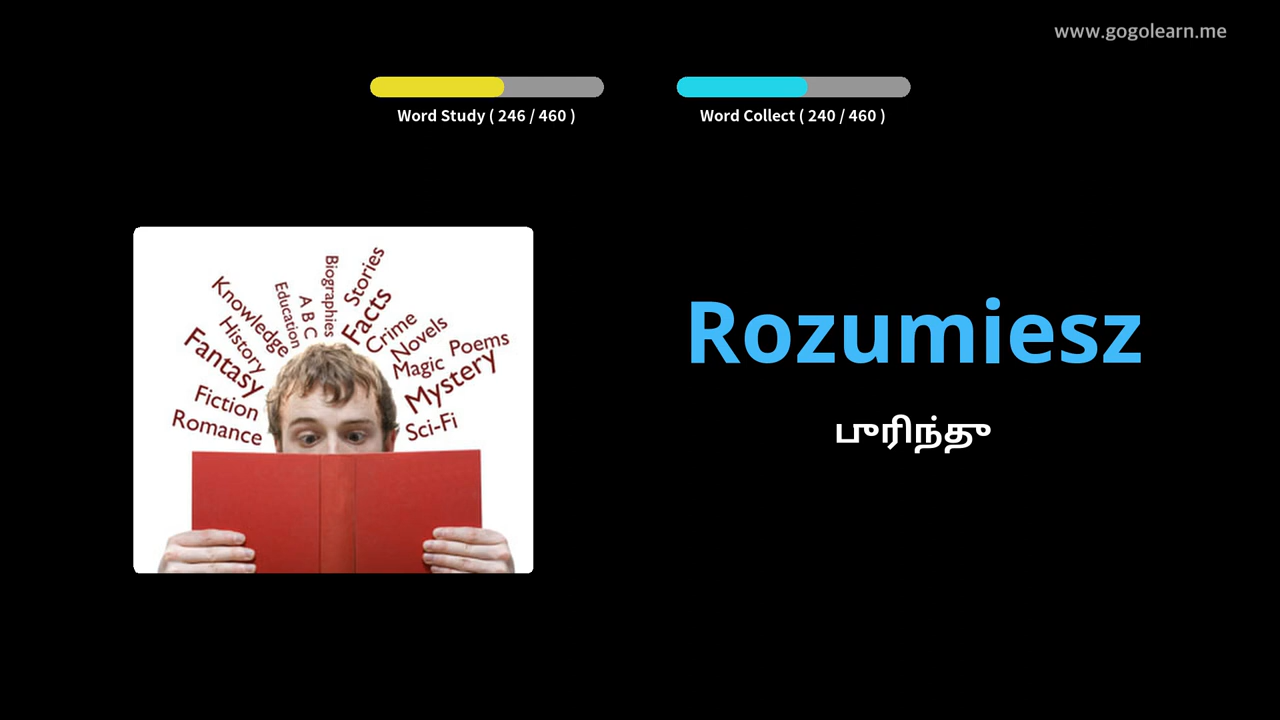 www.gogolearn.me
Word Study ( 246 / 460 )
Word Collect ( 240 / 460 )
Biographies
Stories
Education
A B C
Facts
Knowledge
Crime
History
Novels
Poems
Fantasy
Magic
Mystery
Fiction
Romance
Sci-Fi
Rozumiesz
புரிந்து